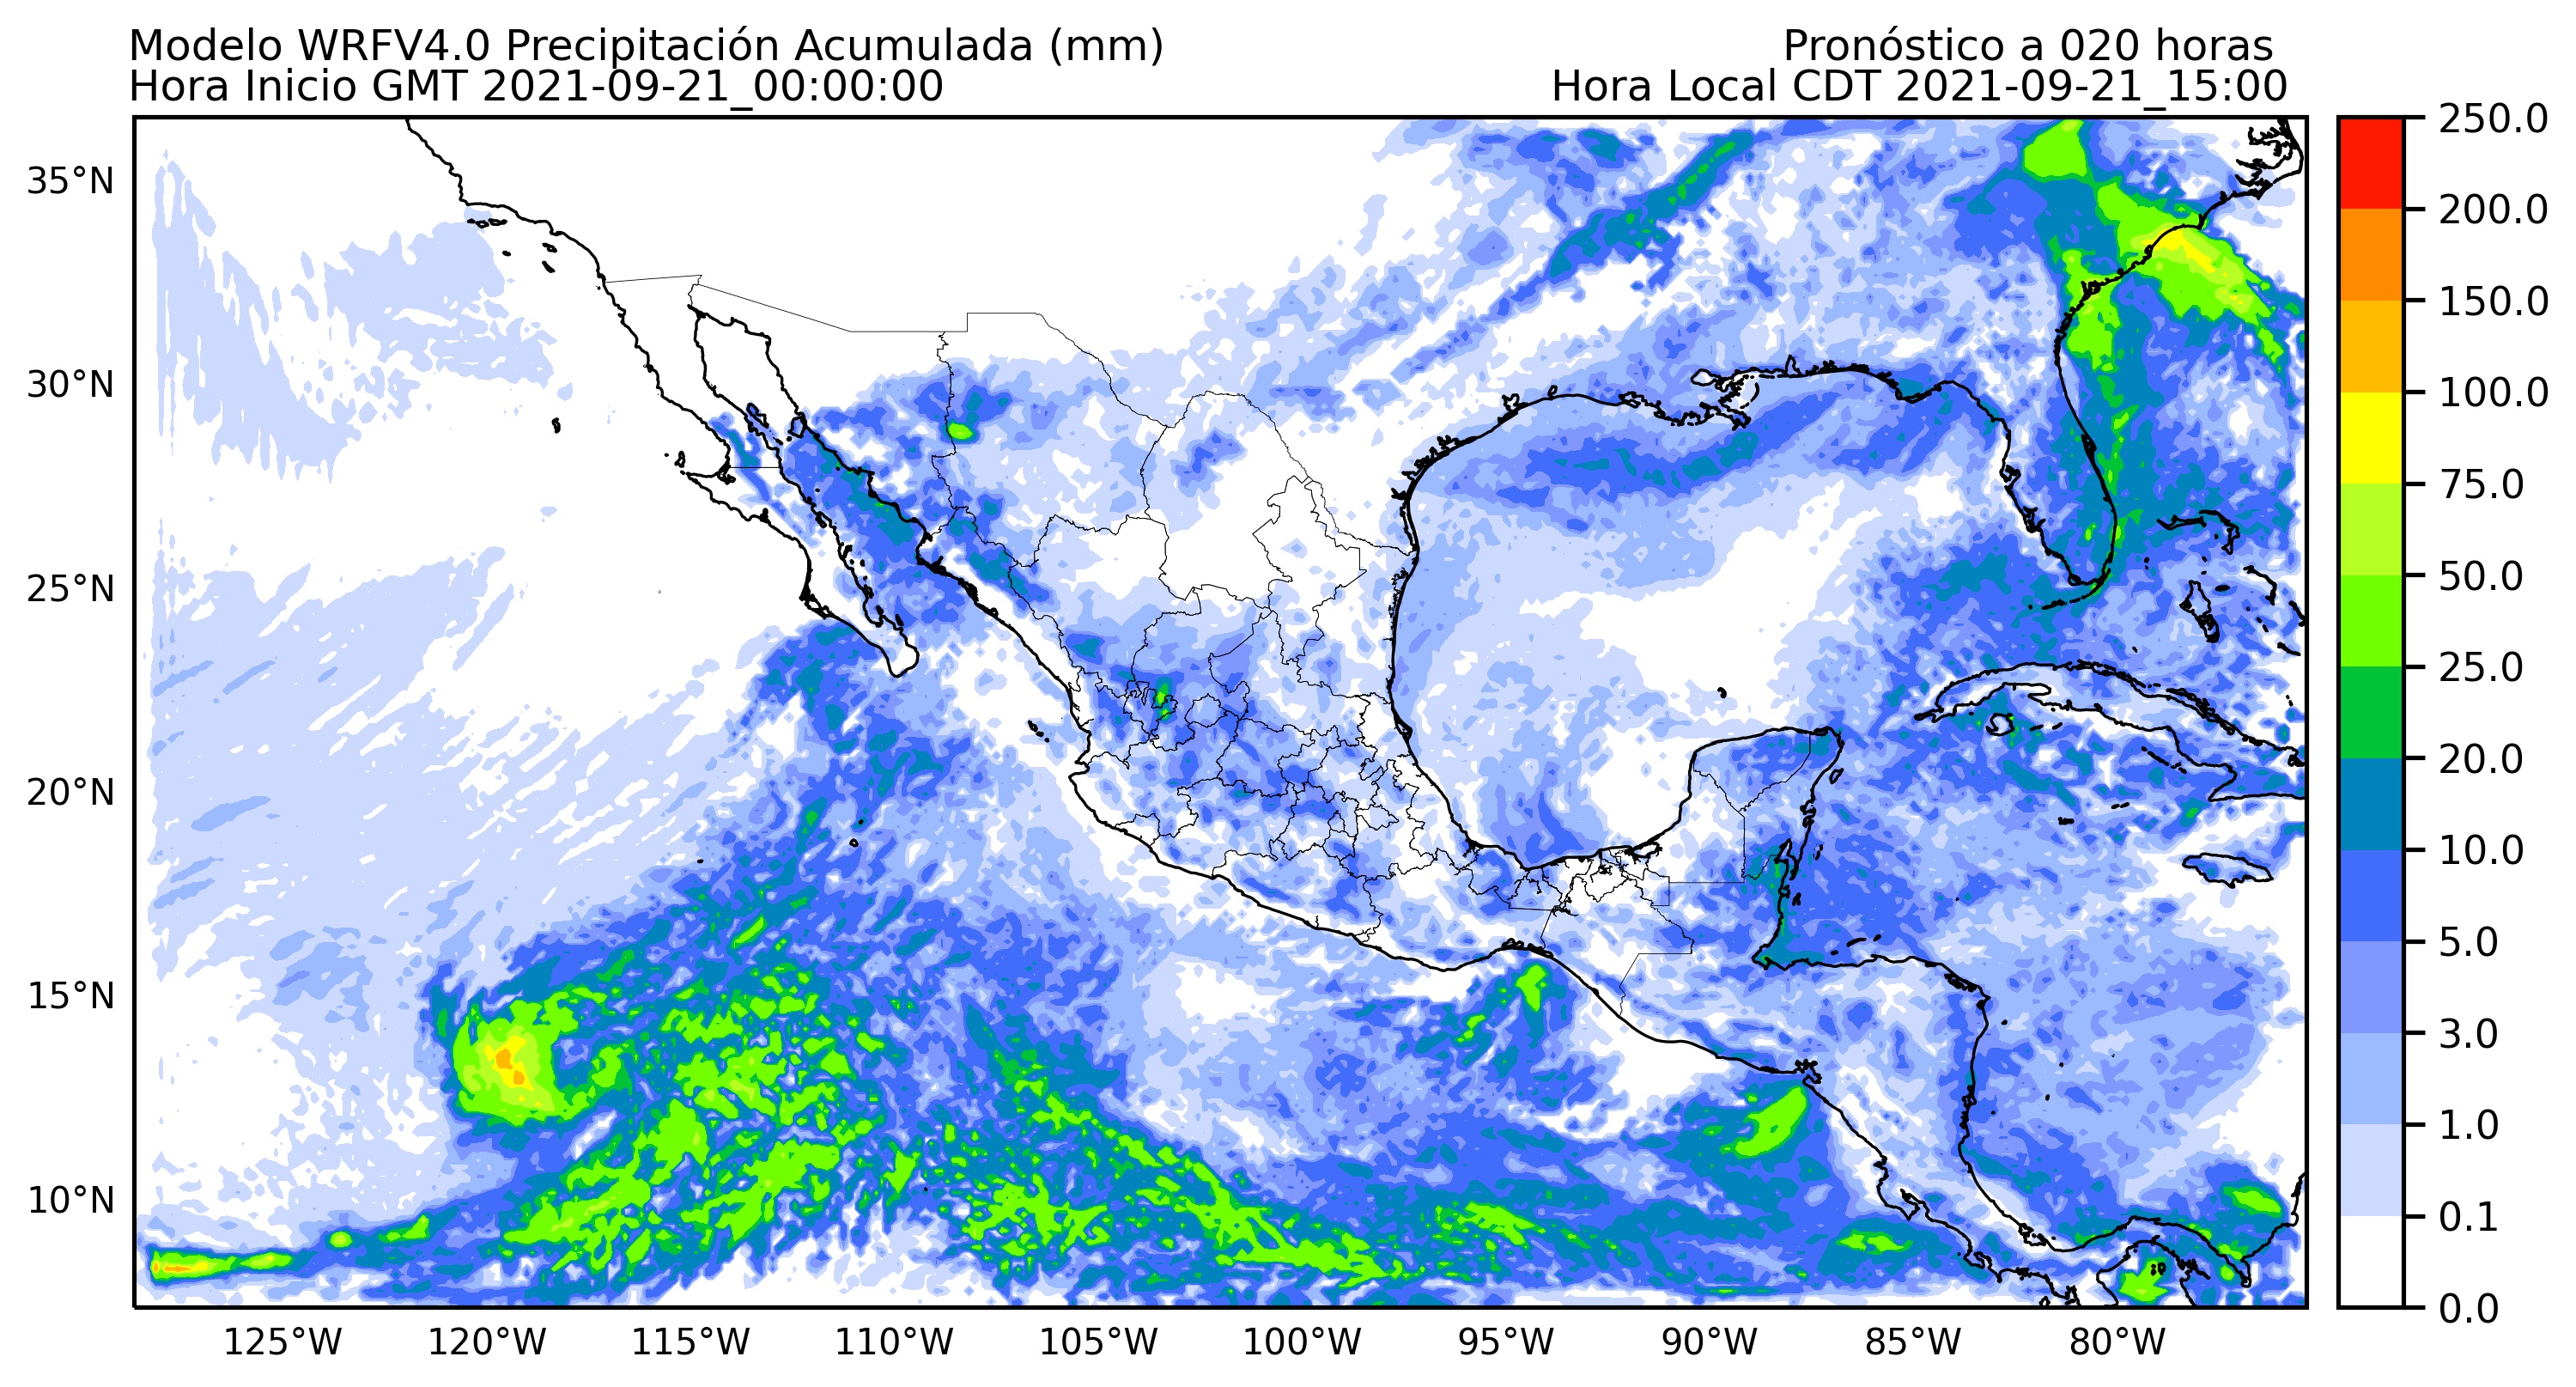 Modelo WRFV4.0 Precipitación Acumulada (mm)
Pronóstico a 020 horas
Hora Inicio GMT 2021-09-21_00:00:00
Hora Local CDT 2021-09-21_15:00
35°N
30°N
25°N
20°N
15°N
10°N
125°W
120°W
115°W
110°W
105°W
100°W
95°W
90°W
85°W
80°W
250.0
200.0
150.0
100.0
75.0
50.0
25.0
20.0
10.0
5.0
3.0
1.0
0.1
0.0